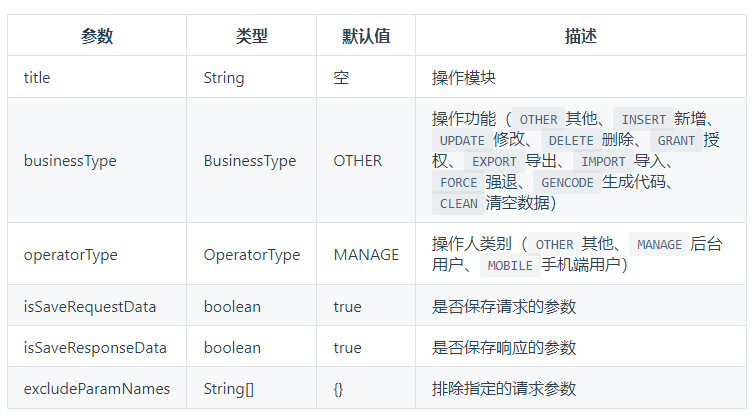 参数 类型 默认值 描述
title String 空 操作模块
businessType BusinessType OTHER 操作功能（OTHER 其他、INSERT 新增、
UPDATE 修改、DELETE 删除、GRANT 授
权、EXPORT 导出、IMPORT 导入、
FORCE 强退、GENCODE 生成代码、
CLEAN 清空数据）
operatorType OperatorType MANAGE 操作人类别（OTHER 其他、MANAGE 后台
用户、MOBILE 手机端用户）
isSaveRequestData boolean true 是否保存请求的参数
isSaveResponseData boolean true 是否保存响应的参数
excludeParamNames String[] {} 排除指定的请求参数